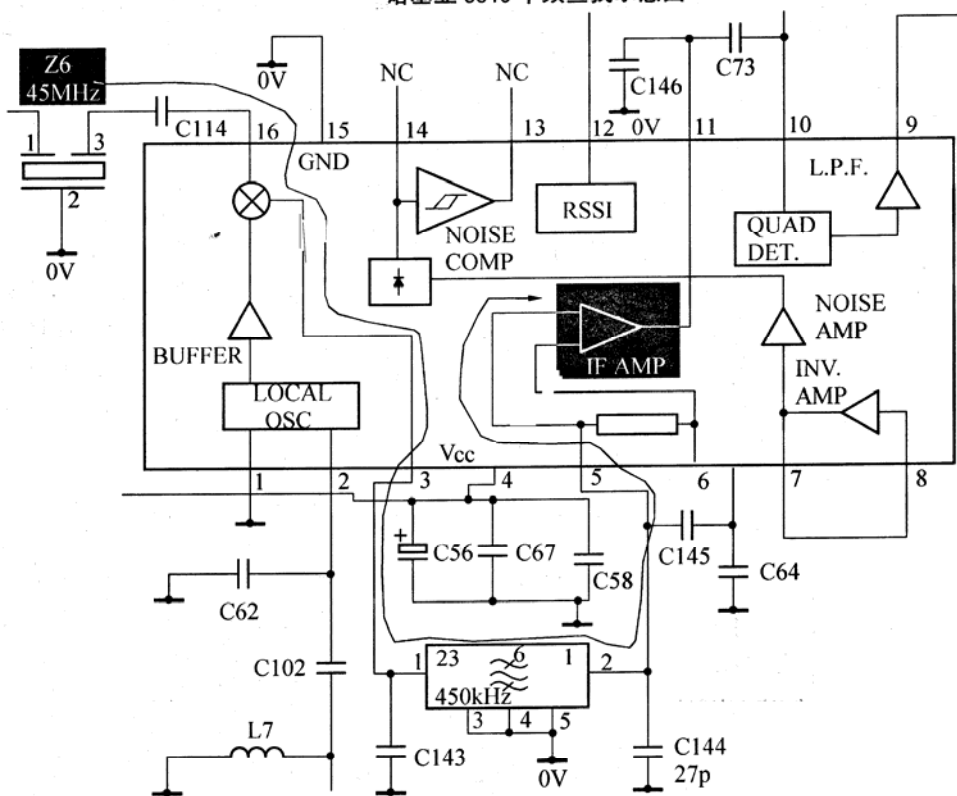 Z6
45MHz
1
3
2
0V
C114
16
0V
15
GND
NC
14
NC
13
NOISE
COMP
12
RSSI
C146
0V
C73
11
10
9
L.P.F.
QUAD
DET.
NOISE
AMP
INV.
AMP
IF AMP
BUFFER
LOCAL
OSC
Vcc
1
2
3
4
5
6
7
8
+
C56
C67
C58
C145
C64
C62
C102
L7
1
23
6
1
2
450kHz
3
4
5
0V
C143
C144
27p